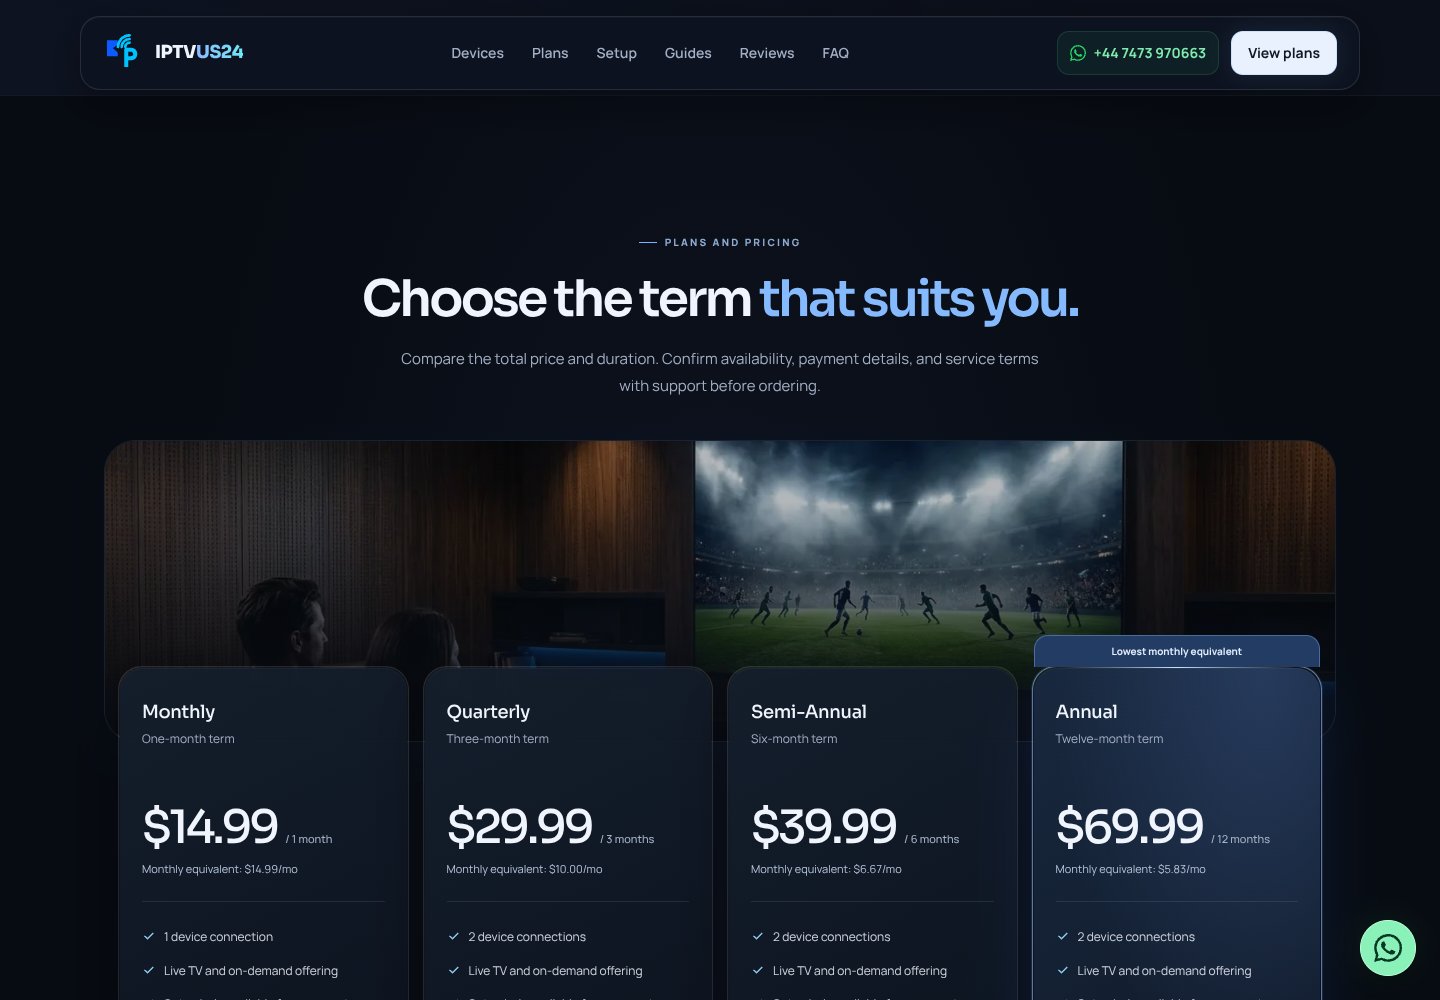 IPTVUS24
Devices
Plans
Setup
Guides
Reviews
FAQ
+44 7473 970663
View plans
PLANS AND PRICING
Choose the term that suits you.
Compare the total price and duration. Confirm availability, payment details, and service terms
with support before ordering.
Lowest monthly equivalent
Monthly
One-month term
$14.99 / 1 month
Monthly equivalent: $14.99/mo
1 device connection
Live TV and on-demand offering
Quarterly
Three-month term
$29.99 / 3 months
Monthly equivalent: $10.00/mo
2 device connections
Live TV and on-demand offering
Semi-Annual
Six-month term
$39.99 / 6 months
Monthly equivalent: $6.67/mo
2 device connections
Live TV and on-demand offering
Annual
Twelve-month term
$69.99 / 12 months
Monthly equivalent: $5.83/mo
2 device connections
Live TV and on-demand offering